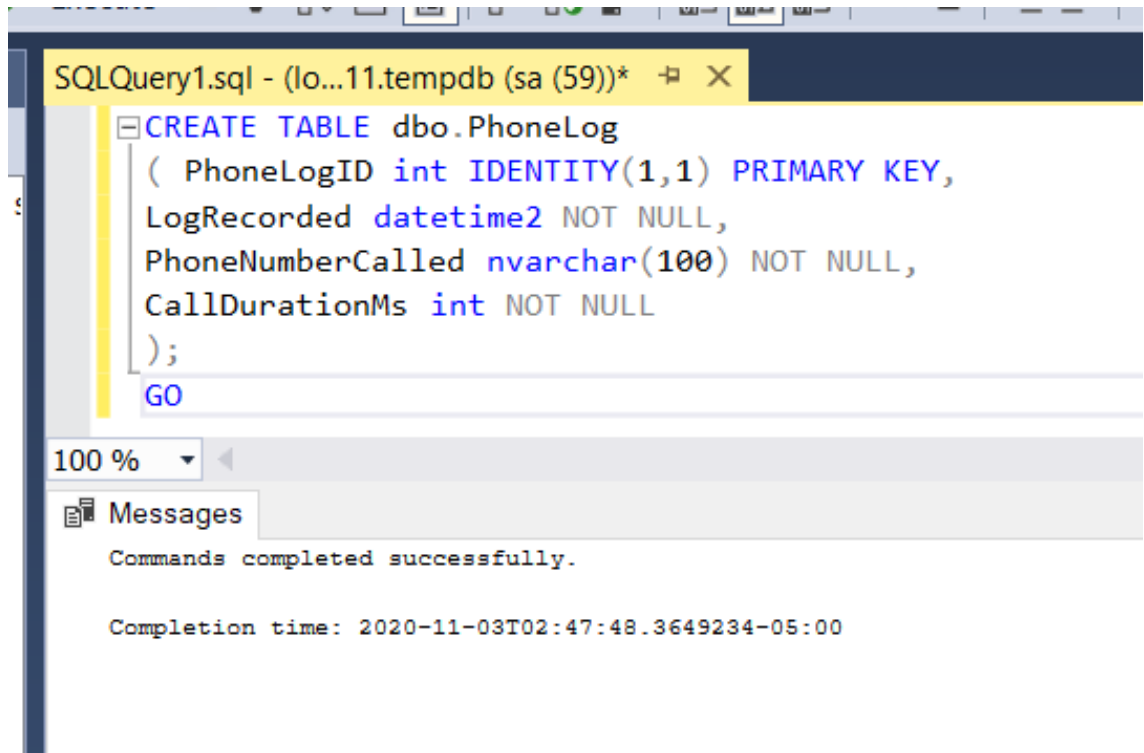 SQLQuery1.sql - (lo...11.tempdb (sa (59))*
CREATE TABLE dbo.PhoneLog
( PhoneLogID int IDENTITY(1,1) PRIMARY KEY,
LogRecorded datetime2 NOT NULL,
PhoneNumberCalled nvarchar(100) NOT NULL,
CallDurationMs int NOT NULL
);
GO
100 %
Messages
Commands completed successfully.
Completion time: 2020-11-03T02:47:48.3649234-05:00